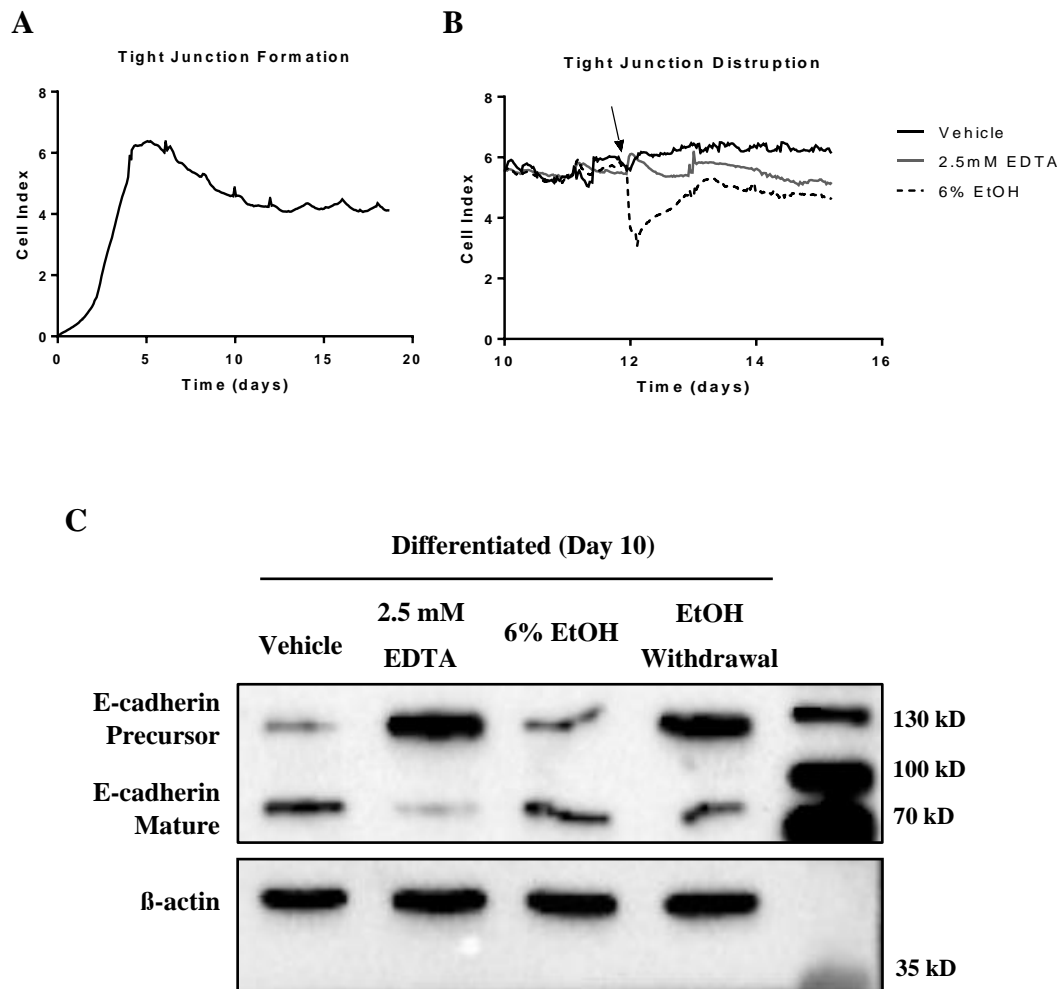 A
Tight Junction Formation
8
6
4
2
0
Cell Index
0 5 10 15 20
Time (days)
B
Tight Junction Distruption
8
6
4
2
0
Cell Index
10 12 14 16
Time (days)
Vehicle
2.5mM EDTA
6% EtOH
C
Differentiated (Day 10)
Vehicle
2.5 mM
EDTA
6% EtOH
EtOH
Withdrawal
E-cadherin
Precursor
E-cadherin
Mature
130 kD
100 kD
70 kD
ß-actin
35 kD